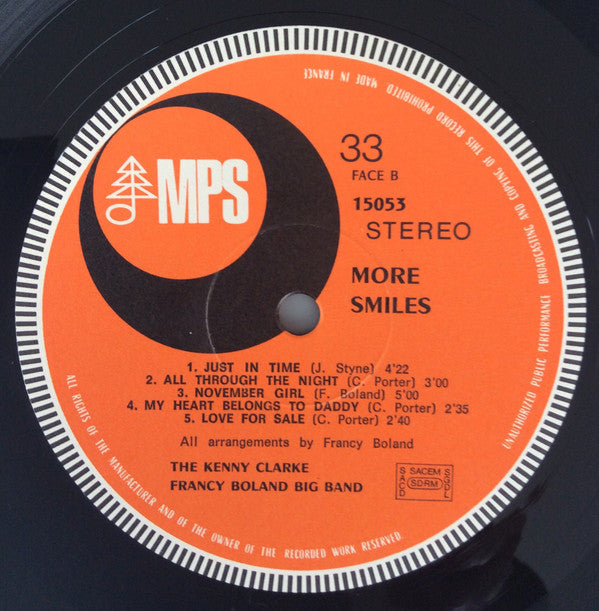 MPS
33
FACE B
15053
STEREO
MORE
SMILES
1. JUST IN TIME (J. Styne) 4'22
2. ALL THROUGH THE NIGHT (C. Porter) 3'00
3. NOVEMBER GIRL (F. Boland) 5'00
4. MY HEART BELONGS TO DADDY (C. Porter) 2'35
5. LOVE FOR SALE (C. Porter) 2'40
All arrangements by Francy Boland
THE KENNY CLARKE
FRANCY BOLAND BIG BAND
SACD
SACEM
SDRM
SGDL
ALL RIGHTS OF THE MANUFACTURER AND OF THE OWNER OF THE RECORDED WORK RESERVED.
UNAUTHORISED PUBLIC PERFORMANCE BROADCASTING AND COPYING OF THIS RECORD PROHIBITED MADE IN FRANCE